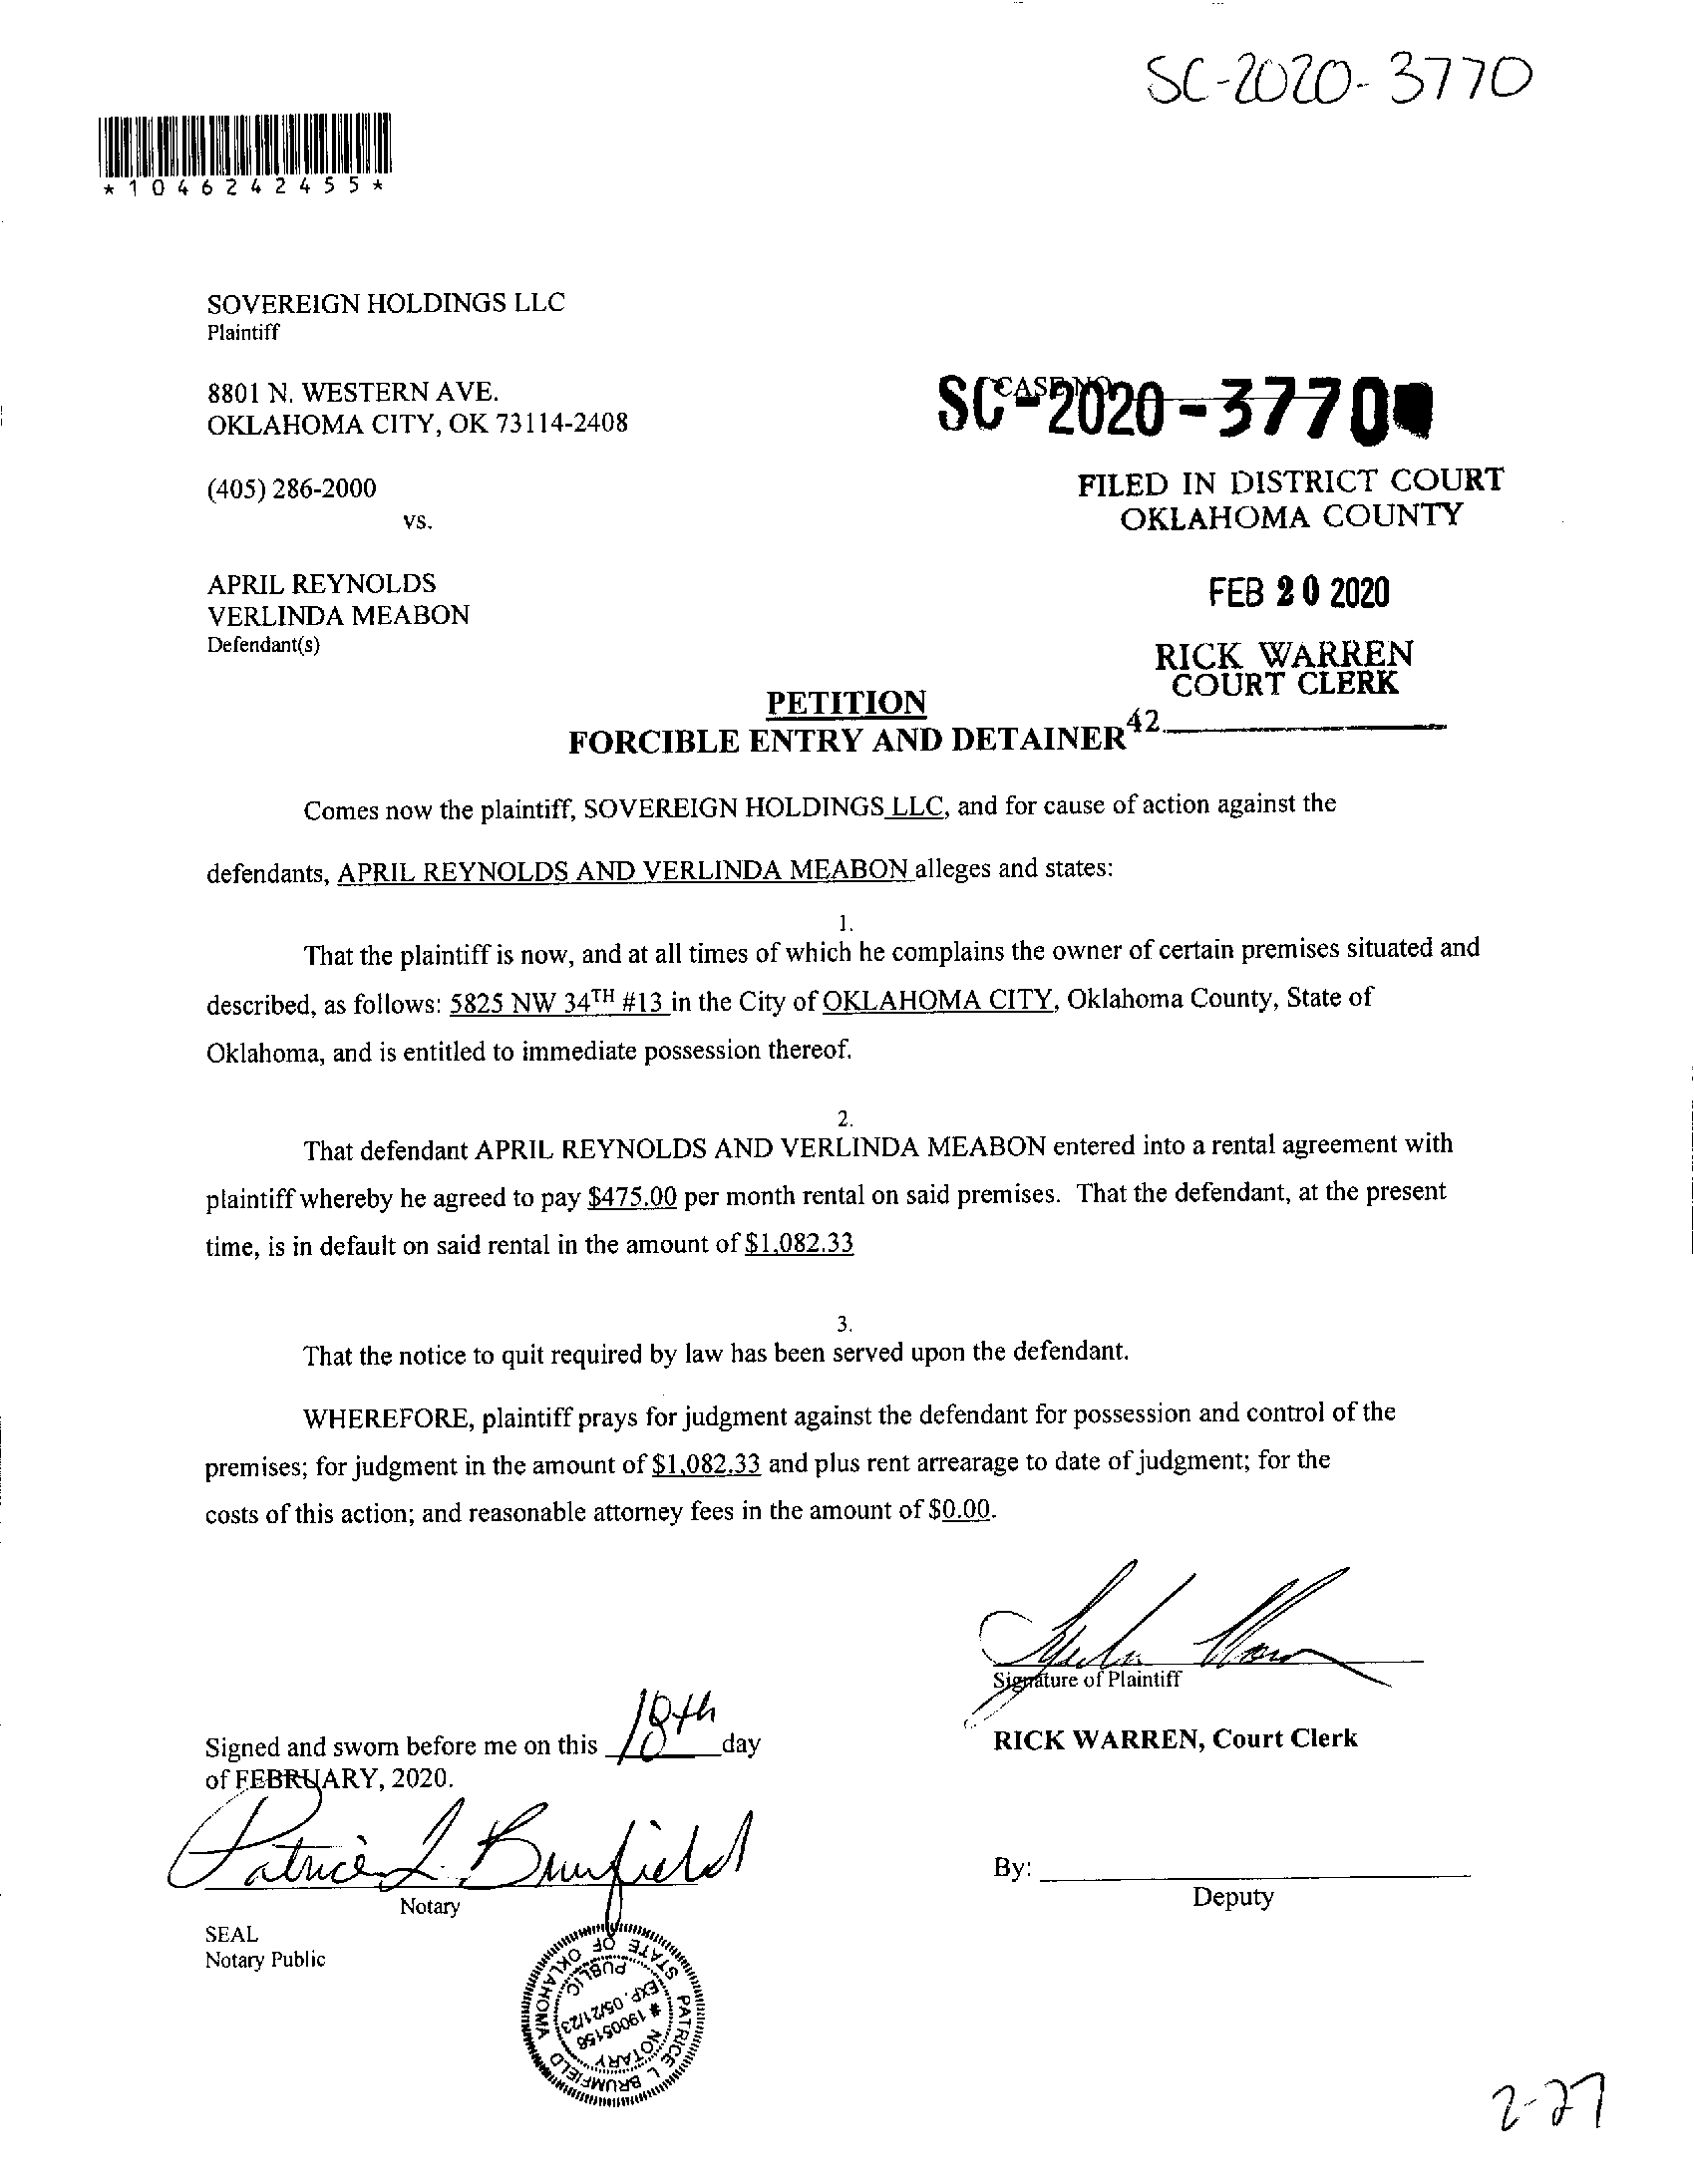 SC-2020-3770
*1046242455*
SOVEREIGN HOLDINGS LLC
Plaintiff
8801 N. WESTERN AVE.
OKLAHOMA CITY, OK 73114-2408
CASE NO.
SC-2020-3770
(405) 286-2000
FILED IN DISTRICT COURT
OKLAHOMA COUNTY
vs.
APRIL REYNOLDS
VERLINDA MEABON
Defendant(s)
FEB 20 2020
RICK WARREN
COURT CLERK
42
PETITION
FORCIBLE ENTRY AND DETAINER
Comes now the plaintiff, SOVEREIGN HOLDINGS LLC, and for cause of action against the
defendants, APRIL REYNOLDS AND VERLINDA MEABON alleges and states:
1.
That the plaintiff is now, and at all times of which he complains the owner of certain premises situated and
described, as follows: 5825 NW 34TH #13 in the City of OKLAHOMA CITY, Oklahoma County, State of
Oklahoma, and is entitled to immediate possession thereof.
2.
That defendant APRIL REYNOLDS AND VERLINDA MEABON entered into a rental agreement with
plaintiff whereby he agreed to pay $475.00 per month rental on said premises. That the defendant, at the present
time, is in default on said rental in the amount of $1,082.33
3.
That the notice to quit required by law has been served upon the defendant.
WHEREFORE, plaintiff prays for judgment against the defendant for possession and control of the
premises; for judgment in the amount of $1,082.33 and plus rent arrearage to date of judgment; for the
costs of this action; and reasonable attorney fees in the amount of $0.00.
Signature of Plaintiff
RICK WARREN, Court Clerk
Signed and sworn before me on this 18th day
of FEBRUARY, 2020.
Patrice L. Brumfield
Notary
By:
Deputy
SEAL
Notary Public
PATRICE L. BRUMFIELD
STATE OF OKLAHOMA
NOTARY
# 19005156
EXP. 05/21/23
PUBLIC
2-27